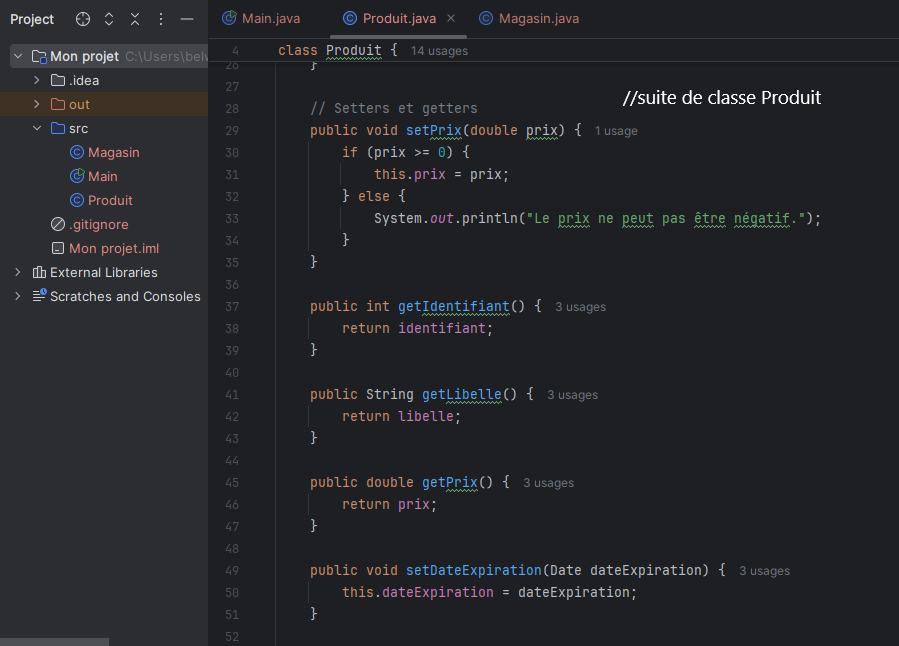 Project
Main.java
Produit.java
Magasin.java
4 class Produit { 14 usages
Mon projet C:\Users\belv
.idea
out
src
Magasin
Main
Produit
.gitignore
Mon projet.iml
External Libraries
Scratches and Consoles
//suite de classe Produit
26 }
27
28 // Setters et getters
29 public void setPrix(double prix) { 1 usage
30 if (prix >= 0) {
31 this.prix = prix;
32 } else {
33 System.out.println("Le prix ne peut pas être négatif.");
34 }
35 }
36
37 public int getIdentifiant() { 3 usages
38 return identifiant;
39 }
40
41 public String getLibelle() { 3 usages
42 return libelle;
43 }
44
45 public double getPrix() { 3 usages
46 return prix;
47 }
48
49 public void setDateExpiration(Date dateExpiration) { 3 usages
50 this.dateExpiration = dateExpiration;
51 }
52